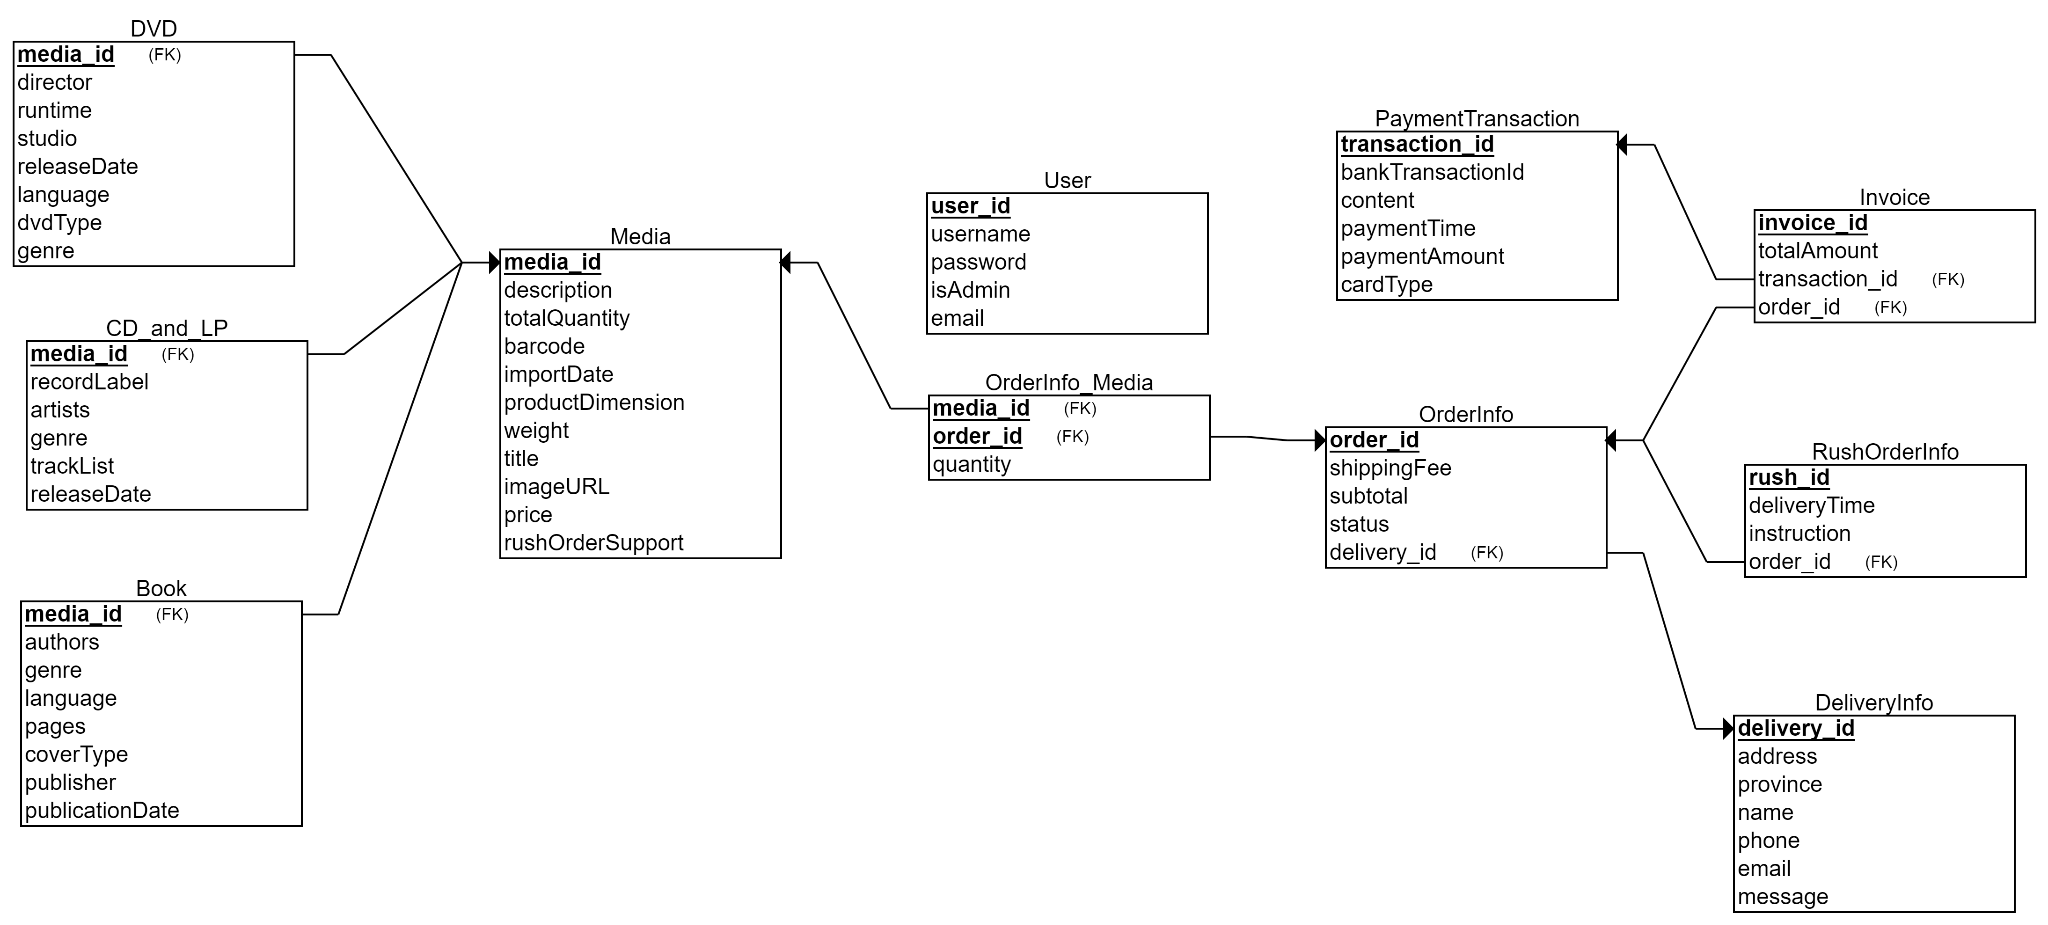 DVD
media_id (FK)
director
runtime
studio
releaseDate
language
dvdType
genre
CD_and_LP
media_id (FK)
recordLabel
artists
genre
trackList
releaseDate
Book
media_id (FK)
authors
genre
language
pages
coverType
publisher
publicationDate
Media
media_id
description
totalQuantity
barcode
importDate
productDimension
weight
title
imageURL
price
rushOrderSupport
User
user_id
username
password
isAdmin
email
OrderInfo_Media
media_id (FK)
order_id (FK)
quantity
PaymentTransaction
transaction_id
bankTransactionId
content
paymentTime
paymentAmount
cardType
OrderInfo
order_id
shippingFee
subtotal
status
delivery_id (FK)
Invoice
invoice_id
totalAmount
transaction_id (FK)
order_id (FK)
RushOrderInfo
rush_id
deliveryTime
instruction
order_id (FK)
DeliveryInfo
delivery_id
address
province
name
phone
email
message